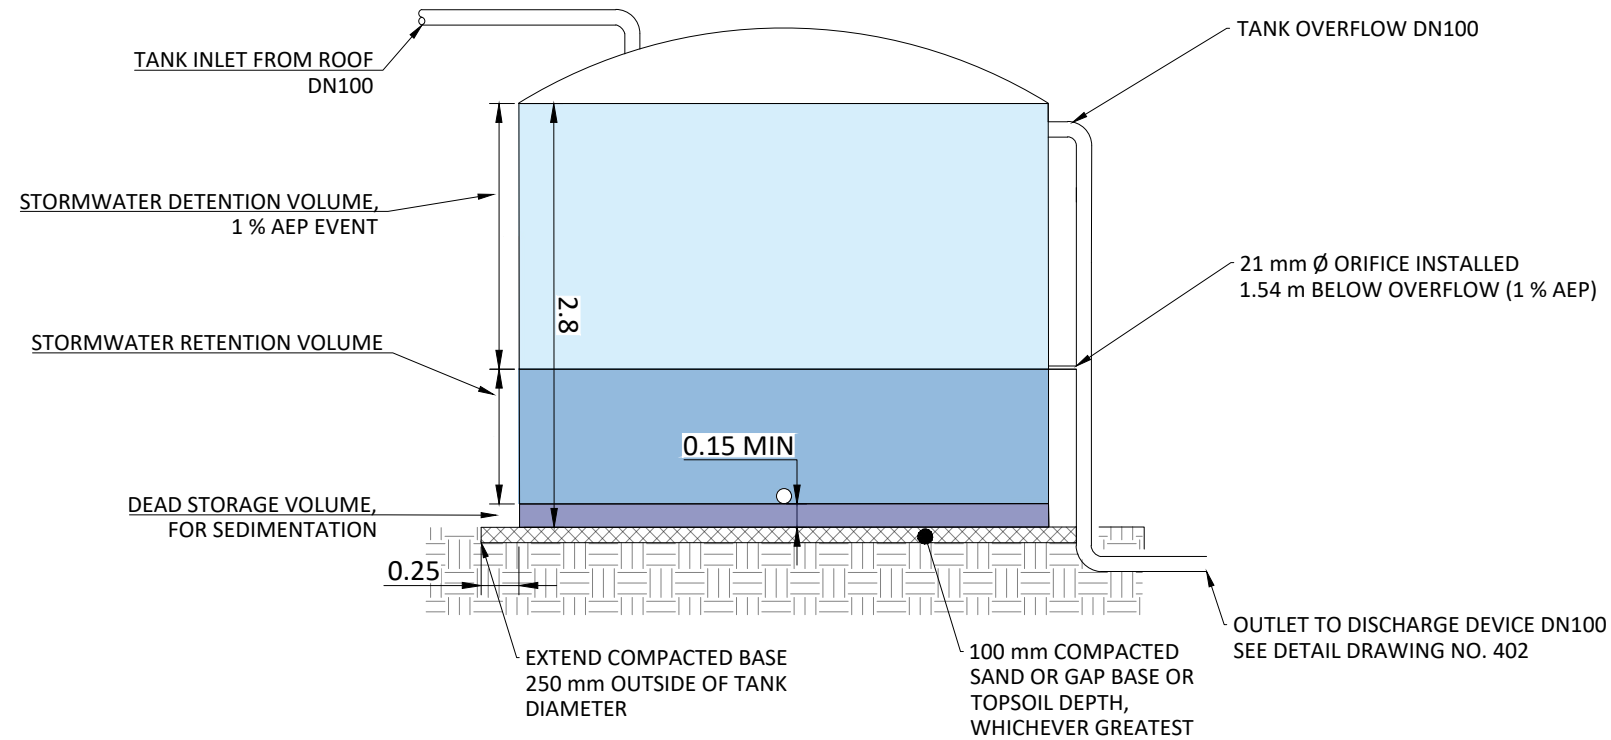 TANK INLET FROM ROOF
DN100
TANK OVERFLOW DN100
STORMWATER DETENTION VOLUME,
1 % AEP EVENT
21 mm Ø ORIFICE INSTALLED
1.54 m BELOW OVERFLOW (1 % AEP)
2.8
STORMWATER RETENTION VOLUME
0.15 MIN
DEAD STORAGE VOLUME,
FOR SEDIMENTATION
0.25
EXTEND COMPACTED BASE
250 mm OUTSIDE OF TANK
DIAMETER
100 mm COMPACTED
SAND OR GAP BASE OR
TOPSOIL DEPTH,
WHICHEVER GREATEST
OUTLET TO DISCHARGE DEVICE DN100
SEE DETAIL DRAWING NO. 402